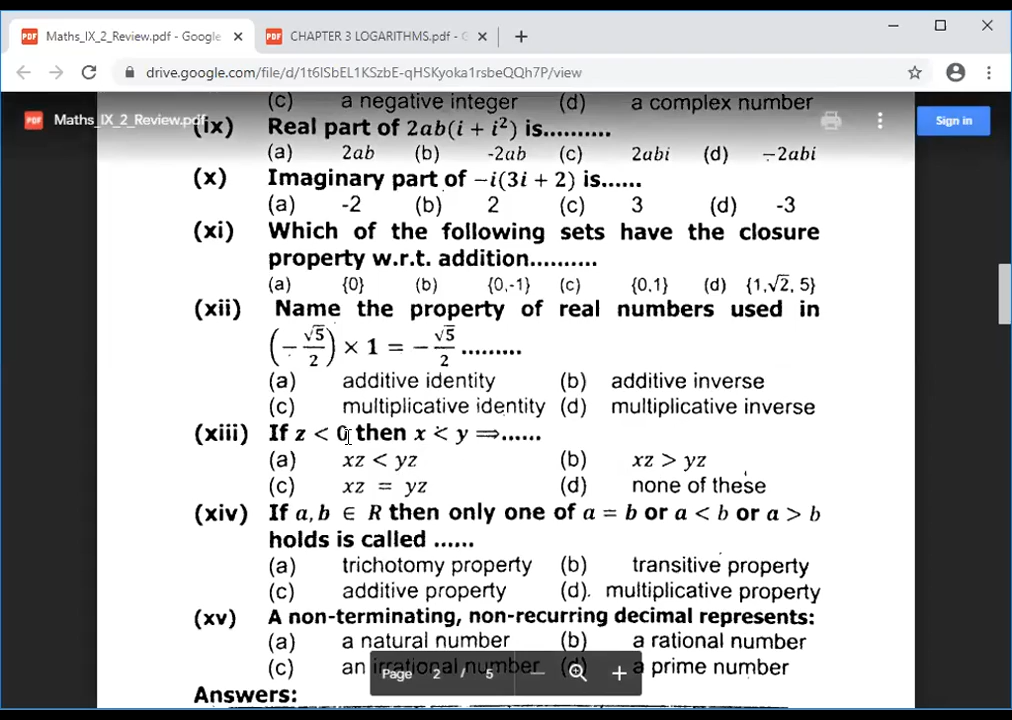 Maths_IX_2_Review.pdf - Google
CHAPTER 3 LOGARITHMS.pdf - G
drive.google.com/file/d/1t6lSbEL1KSzbE-qHSKyoka1rsbeQQh7P/view
(c) a negative integer (d) a complex number
Maths_IX_2_Review.pdf
Sign in
(ix) Real part of 2ab(i + i²) is..........
(a) 2ab (b) -2ab (c) 2abi (d) -2abi
(x) Imaginary part of -i(3i + 2) is......
(a) -2 (b) 2 (c) 3 (d) -3
(xi) Which of the following sets have the closure
property w.r.t. addition..........
(a) {0} (b) {0,-1} (c) {0,1} (d) {1,√2, 5}
(xii) Name the property of real numbers used in
(-√5/2) × 1 = -√5/2 .........
(a) additive identity (b) additive inverse
(c) multiplicative identity (d) multiplicative inverse
(xiii) If z < 0 then x < y ⟹......
(a) xz < yz (b) xz > yz
(c) xz = yz (d) none of these
(xiv) If a, b ∈ R then only one of a = b or a < b or a > b
holds is called ......
(a) trichotomy property (b) transitive property
(c) additive property (d). multiplicative property
(xv) A non-terminating, non-recurring decimal represents:
(a) a natural number (b) a rational number
(c) an irrational number (d) a prime number
Page 2 / 5
Answers: